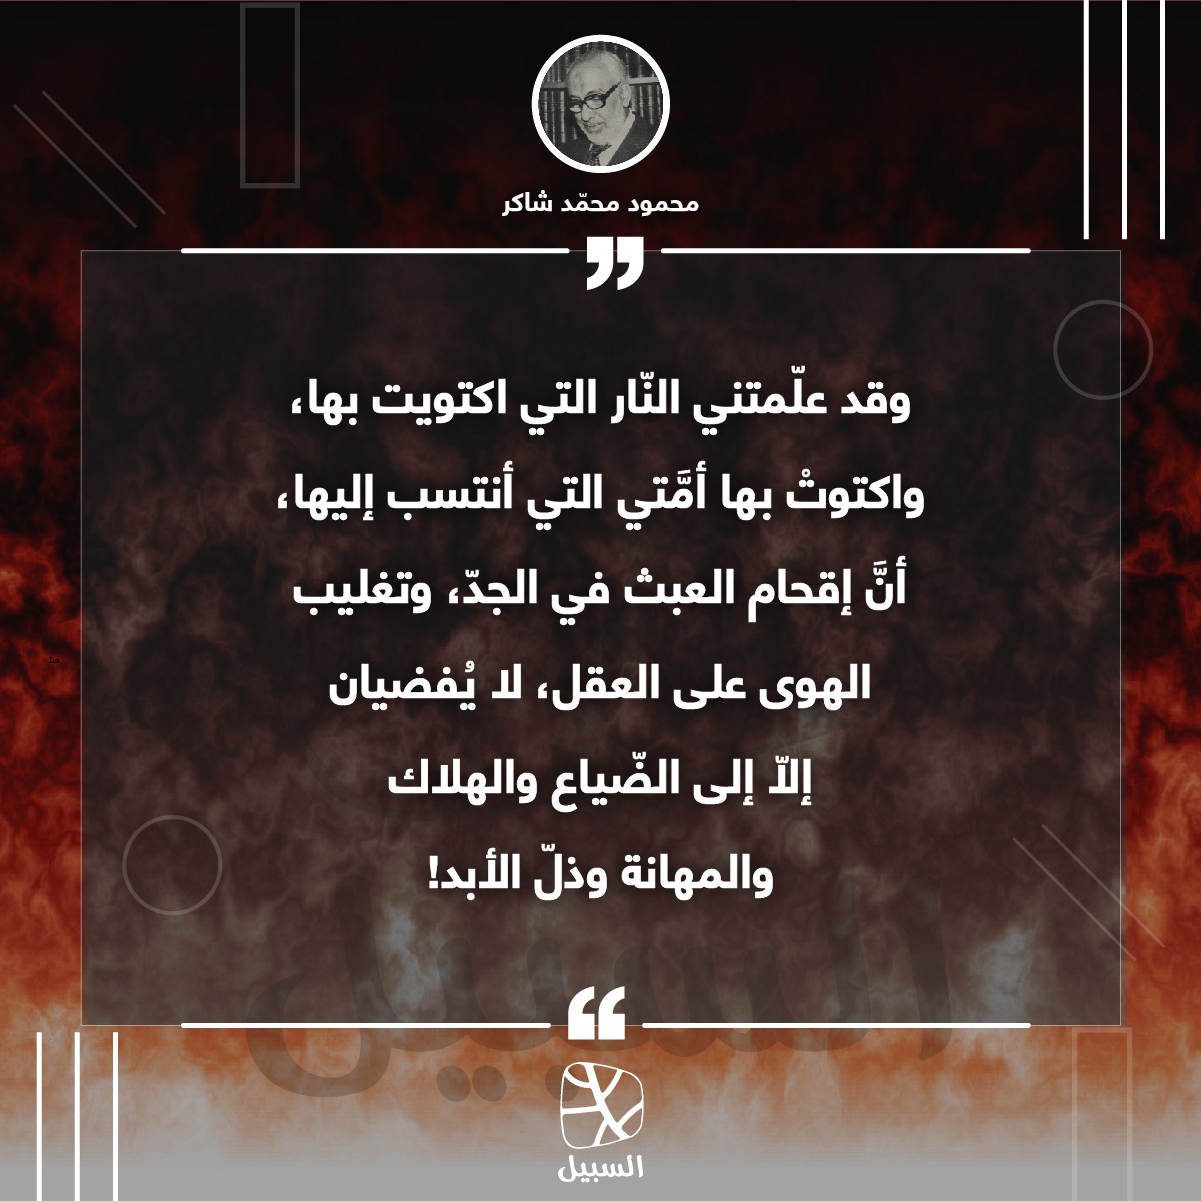 محمود محمّد شاكر
وقد علّمتني النّار التي اكتويت بها،
واكتوتْ بها أمَّتي التي أنتسب إليها،
أنَّ إقحام العبث في الجدّ، وتغليب
الهوى على العقل، لا يُفضيان
إلاّ إلى الضّياع والهلاك
والمهانة وذلّ الأبد!
السبيل
السبيل